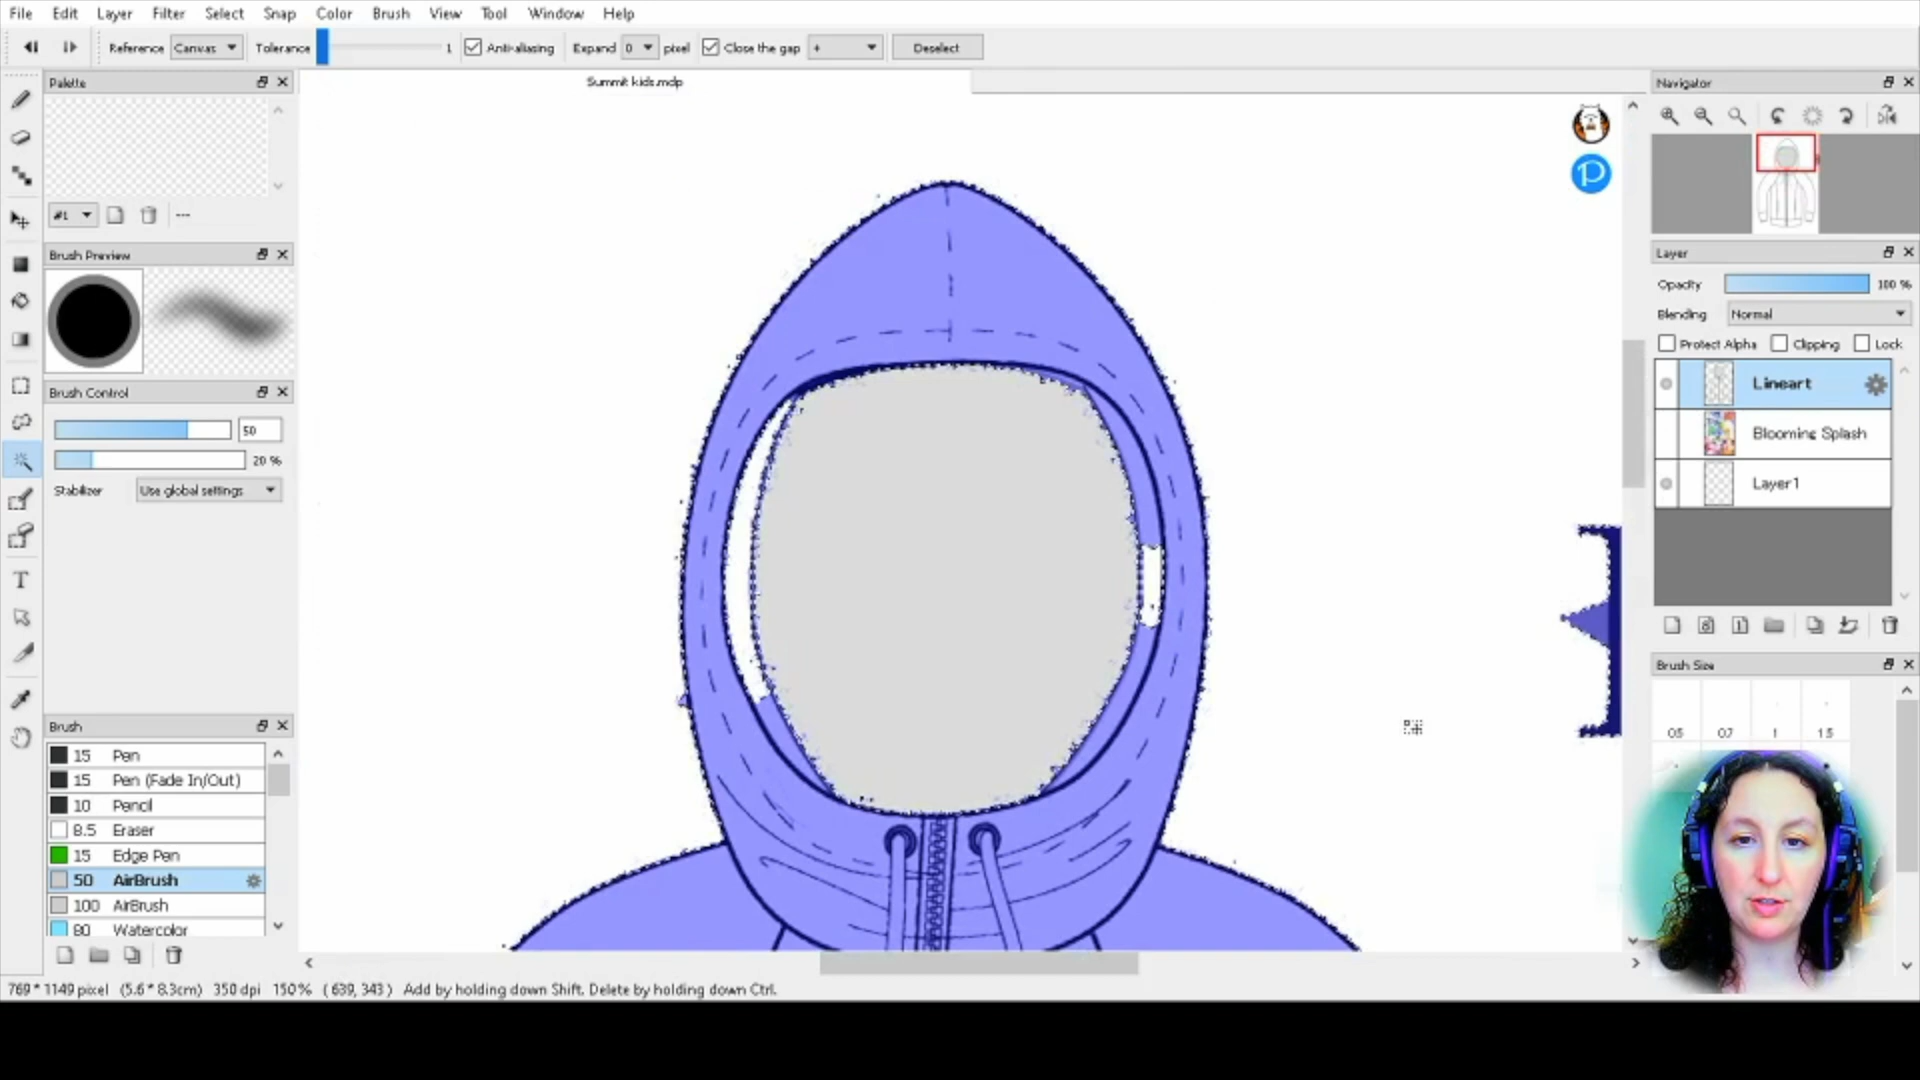 File Edit Layer Filter Select Snap Color Brush View Tool Window Help
Reference Canvas Tolerance 1 Anti-aliasing Expand 0 pixel Close the gap + Deselect
Palette
Summit kids.mdp
Navigator
#1
Brush Preview
Layer
Opacity 100 %
Blending Normal
Protect Alpha Clipping Lock
Lineart
Brush Control
50
Blooming Splash
20 %
Stabilizer Use global settings
Layer1
T
Brush Size
0.5 0.7 1 1.5
Brush
15 Pen
15 Pen (Fade In/Out)
10 Pencil
8.5 Eraser
15 Edge Pen
50 AirBrush
100 AirBrush
80 Watercolor
769 * 1149 pixel (5.6 * 8.3cm) 350 dpi 150 % ( 639, 343 ) Add by holding down Shift. Delete by holding down Ctrl.